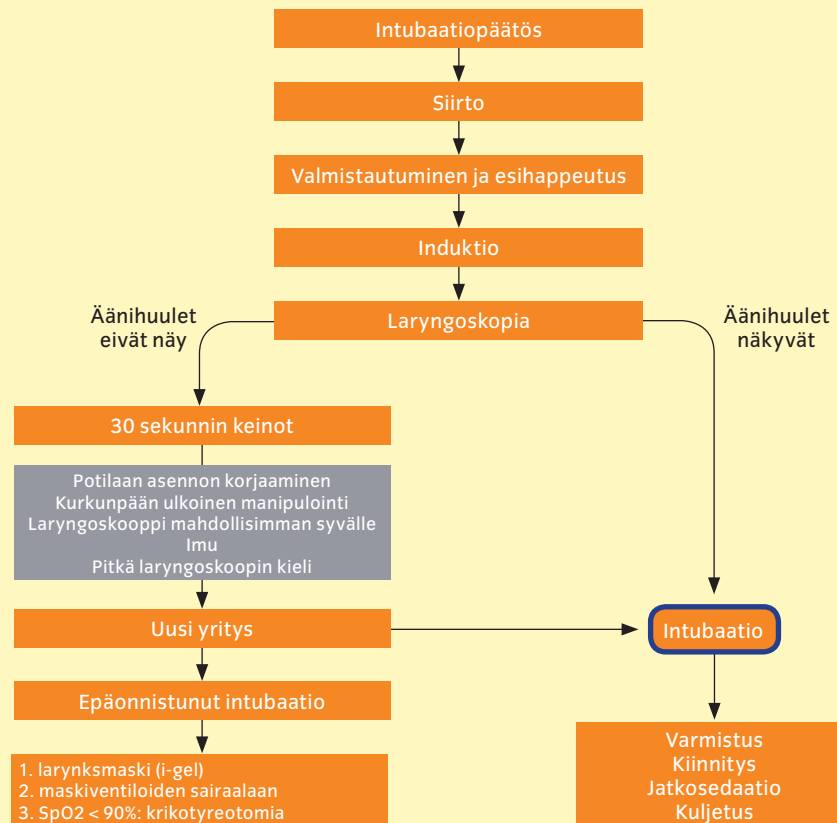 Intubaatiopäätös
Siirto
Valmistautuminen ja esihappeutus
Induktio
Laryngoskopia
Äänihuulet
eivät näy
Äänihuulet
näkyvät
30 sekunnin keinot
Potilaan asennon korjaaminen
Kurkunpään ulkoinen manipulointi
Laryngoskooppi mahdollisimman syvälle
Imu
Pitkä laryngoskoopin kieli
Uusi yritys
Intubaatio
Epäonnistunut intubaatio
1. larynksmaski (i-gel)
2. maskiventiloiden sairaalaan
3. SpO2 < 90%: krikotyreotomia
Varmistus
Kiinnitys
Jatkosedaatio
Kuljetus